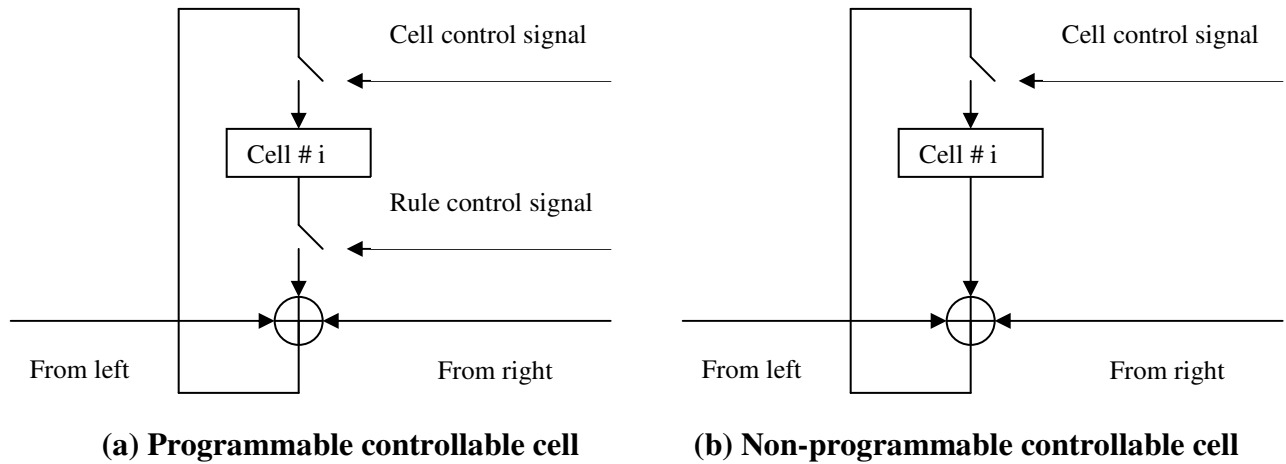 Cell control signal
Cell # i
Rule control signal
From left
From right
(a) Programmable controllable cell
Cell control signal
Cell # i
From left
From right
(b) Non-programmable controllable cell